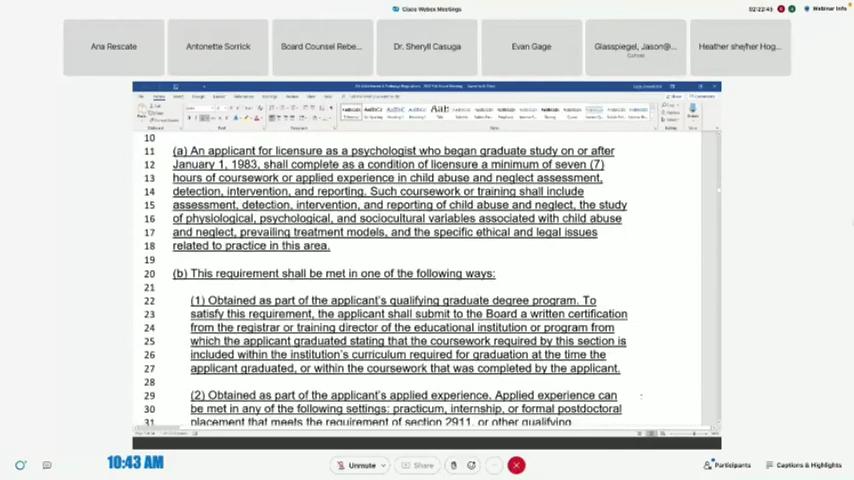 Cisco Webex Meetings
02:22:45
Webinar Info
Ana Rescate
Antonette Sorrick
Board Counsel Rebe...
Dr. Sheryll Casuga
Evan Gage
Glasspiegel, Jason@...
Heather she/her Hog...
10
11 (a) An applicant for licensure as a psychologist who began graduate study on or after
12 January 1, 1983, shall complete as a condition of licensure a minimum of seven (7)
13 hours of coursework or applied experience in child abuse and neglect assessment,
14 detection, intervention, and reporting. Such coursework or training shall include
15 assessment, detection, intervention, and reporting of child abuse and neglect, the study
16 of physiological, psychological, and sociocultural variables associated with child abuse
17 and neglect, prevailing treatment models, and the specific ethical and legal issues
18 related to practice in this area.
19
20 (b) This requirement shall be met in one of the following ways:
21
22 (1) Obtained as part of the applicant's qualifying graduate degree program. To
23 satisfy this requirement, the applicant shall submit to the Board a written certification
24 from the registrar or training director of the educational institution or program from
25 which the applicant graduated stating that the coursework required by this section is
26 included within the institution's curriculum required for graduation at the time the
27 applicant graduated, or within the coursework that was completed by the applicant.
28
29 (2) Obtained as part of the applicant's applied experience. Applied experience can
30 be met in any of the following settings: practicum, internship, or formal postdoctoral
31 placement that meets the requirement of section 2911, or other qualifying
10:43 AM
Unmute
Share
Participants
Captions & Highlights